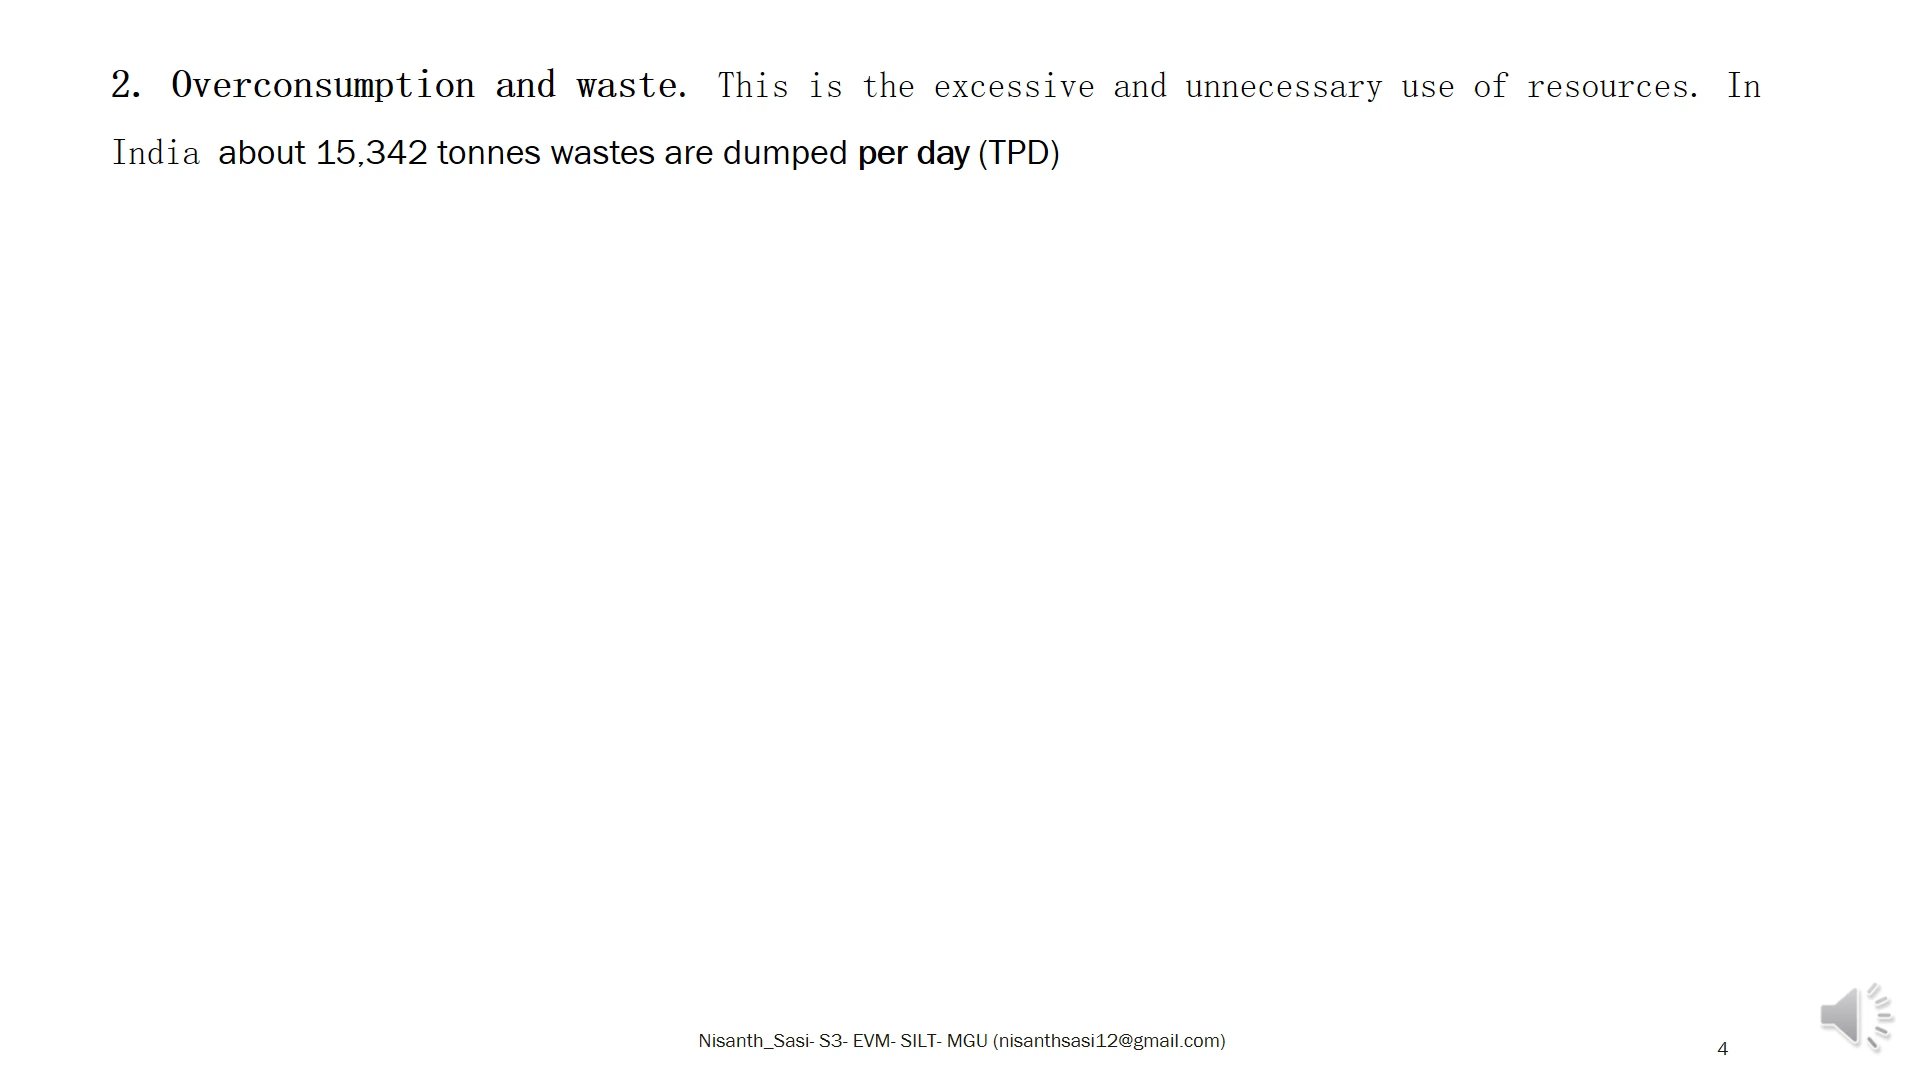 2. Overconsumption and waste. This is the excessive and unnecessary use of resources. In
India about 15,342 tonnes wastes are dumped per day (TPD)
Nisanth_Sasi- S3- EVM- SILT- MGU (nisanthsasi12@gmail.com)
4